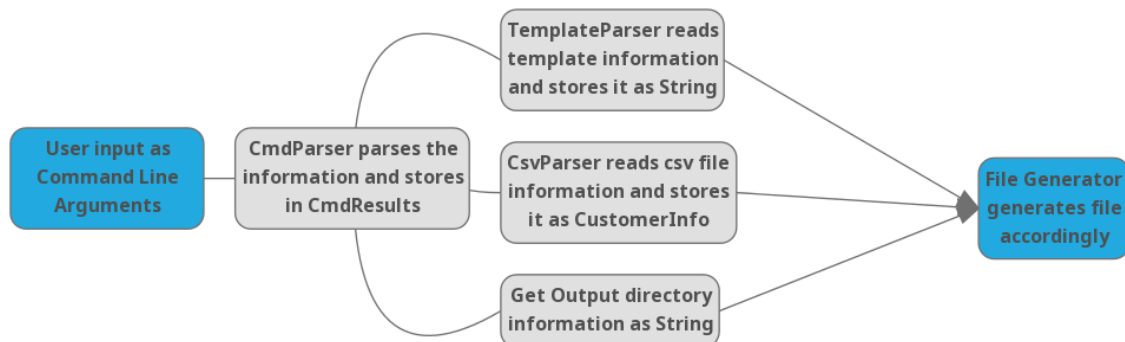 User input as
Command Line
Arguments
CmdParser parses the
information and stores
in CmdResults
TemplateParser reads
template information
and stores it as String
CsvParser reads csv file
information and stores
it as CustomerInfo
Get Output directory
information as String
File Generator
generates file
accordingly